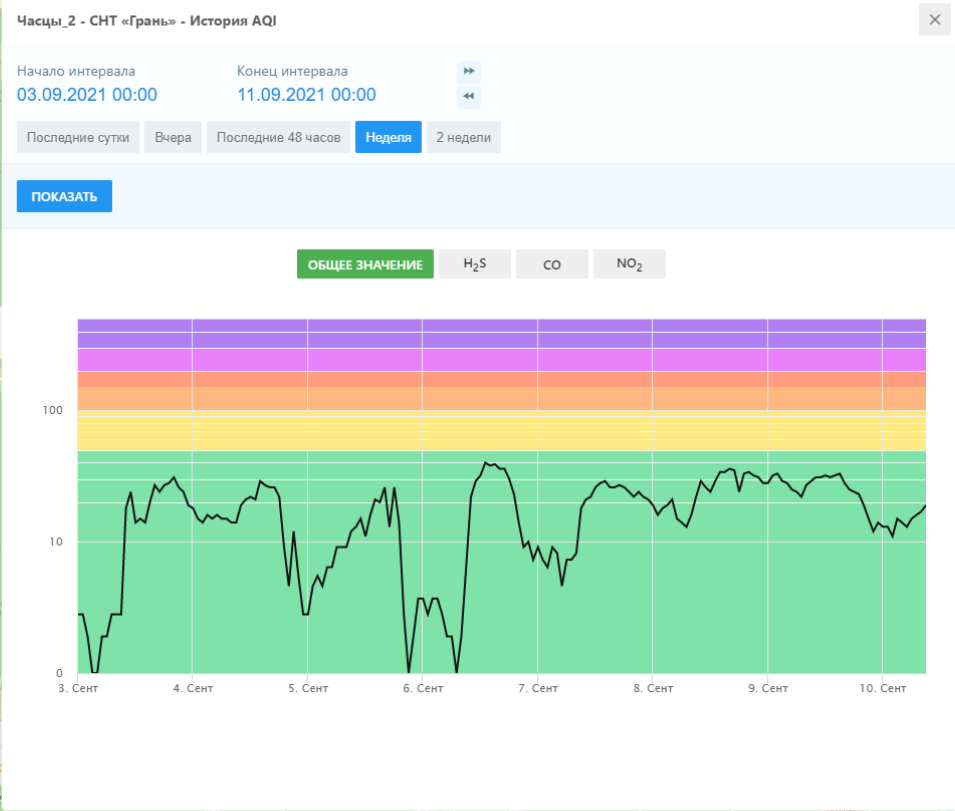 Часцы_2 - СНТ «Грань» - История AQI
Начало интервала
Конец интервала
03.09.2021 00:00
11.09.2021 00:00
Последние сутки
Вчера
Последние 48 часов
Неделя
2 недели
ПОКАЗАТЬ
ОБЩЕЕ ЗНАЧЕНИЕ
H₂S
CO
NO₂
100
10
0
3. Сент
4. Сент
5. Сент
6. Сент
7. Сент
8. Сент
9. Сент
10. Сент